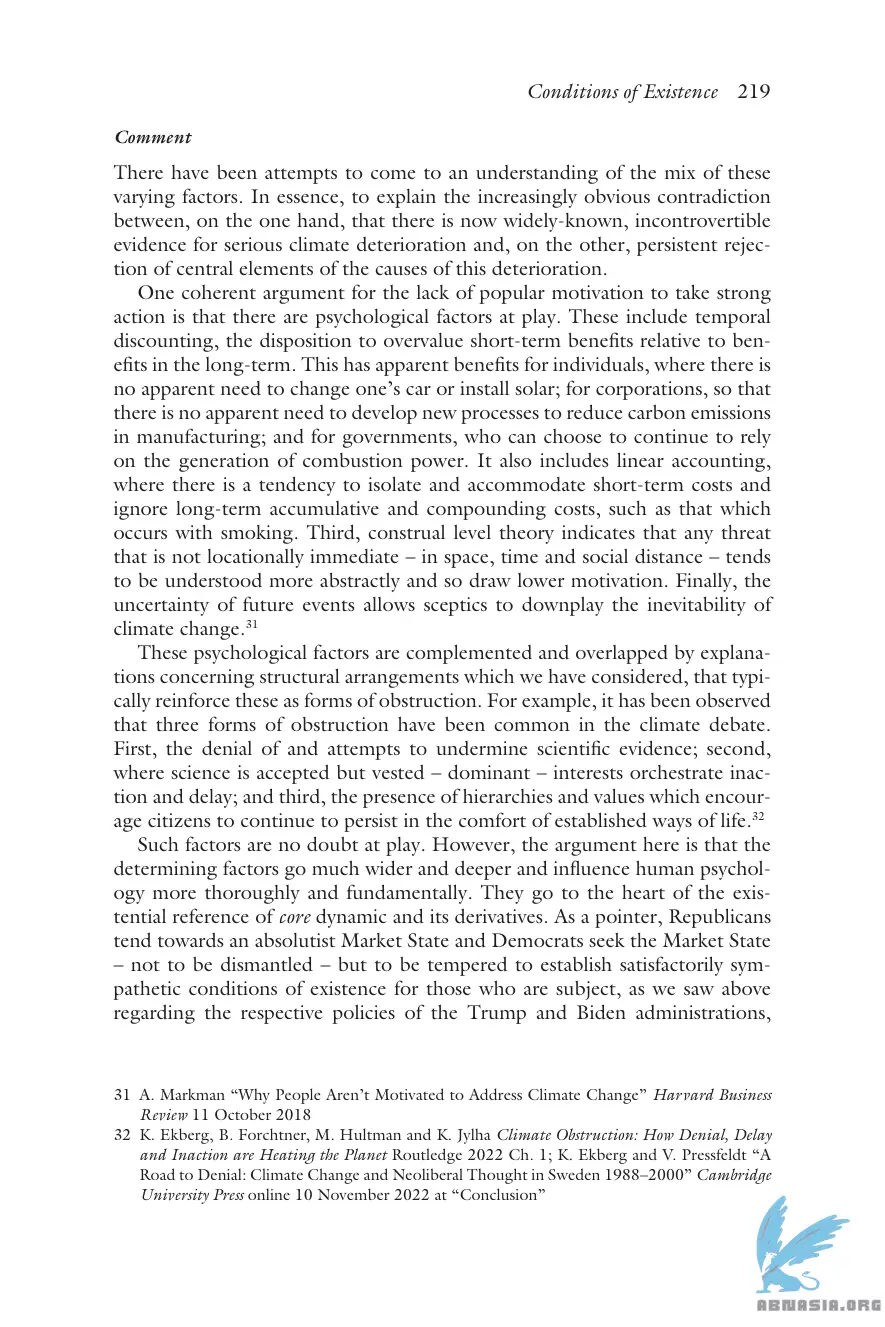 Conditions of Existence 219
Comment
There have been attempts to come to an understanding of the mix of these
varying factors. In essence, to explain the increasingly obvious contradiction
between, on the one hand, that there is now widely-known, incontrovertible
evidence for serious climate deterioration and, on the other, persistent rejec-
tion of central elements of the causes of this deterioration.
One coherent argument for the lack of popular motivation to take strong
action is that there are psychological factors at play. These include temporal
discounting, the disposition to overvalue short-term benefits relative to ben-
efits in the long-term. This has apparent benefits for individuals, where there is
no apparent need to change one’s car or install solar; for corporations, so that
there is no apparent need to develop new processes to reduce carbon emissions
in manufacturing; and for governments, who can choose to continue to rely
on the generation of combustion power. It also includes linear accounting,
where there is a tendency to isolate and accommodate short-term costs and
ignore long-term accumulative and compounding costs, such as that which
occurs with smoking. Third, construal level theory indicates that any threat
that is not locationally immediate – in space, time and social distance – tends
to be understood more abstractly and so draw lower motivation. Finally, the
uncertainty of future events allows sceptics to downplay the inevitability of
climate change.31
These psychological factors are complemented and overlapped by explana-
tions concerning structural arrangements which we have considered, that typi-
cally reinforce these as forms of obstruction. For example, it has been observed
that three forms of obstruction have been common in the climate debate.
First, the denial of and attempts to undermine scientific evidence; second,
where science is accepted but vested – dominant – interests orchestrate inac-
tion and delay; and third, the presence of hierarchies and values which encour-
age citizens to continue to persist in the comfort of established ways of life.32
Such factors are no doubt at play. However, the argument here is that the
determining factors go much wider and deeper and influence human psychol-
ogy more thoroughly and fundamentally. They go to the heart of the exis-
tential reference of core dynamic and its derivatives. As a pointer, Republicans
tend towards an absolutist Market State and Democrats seek the Market State
– not to be dismantled – but to be tempered to establish satisfactorily sym-
pathetic conditions of existence for those who are subject, as we saw above
regarding the respective policies of the Trump and Biden administrations,
31 A. Markman “Why People Aren’t Motivated to Address Climate Change” Harvard Business
Review 11 October 2018
32 K. Ekberg, B. Forchtner, M. Hultman and K. Jylha Climate Obstruction: How Denial, Delay
and Inaction are Heating the Planet Routledge 2022 Ch. 1; K. Ekberg and V. Pressfeldt “A
Road to Denial: Climate Change and Neoliberal Thought in Sweden 1988–2000” Cambridge
University Press online 10 November 2022 at “Conclusion”
ABNASIA.ORG